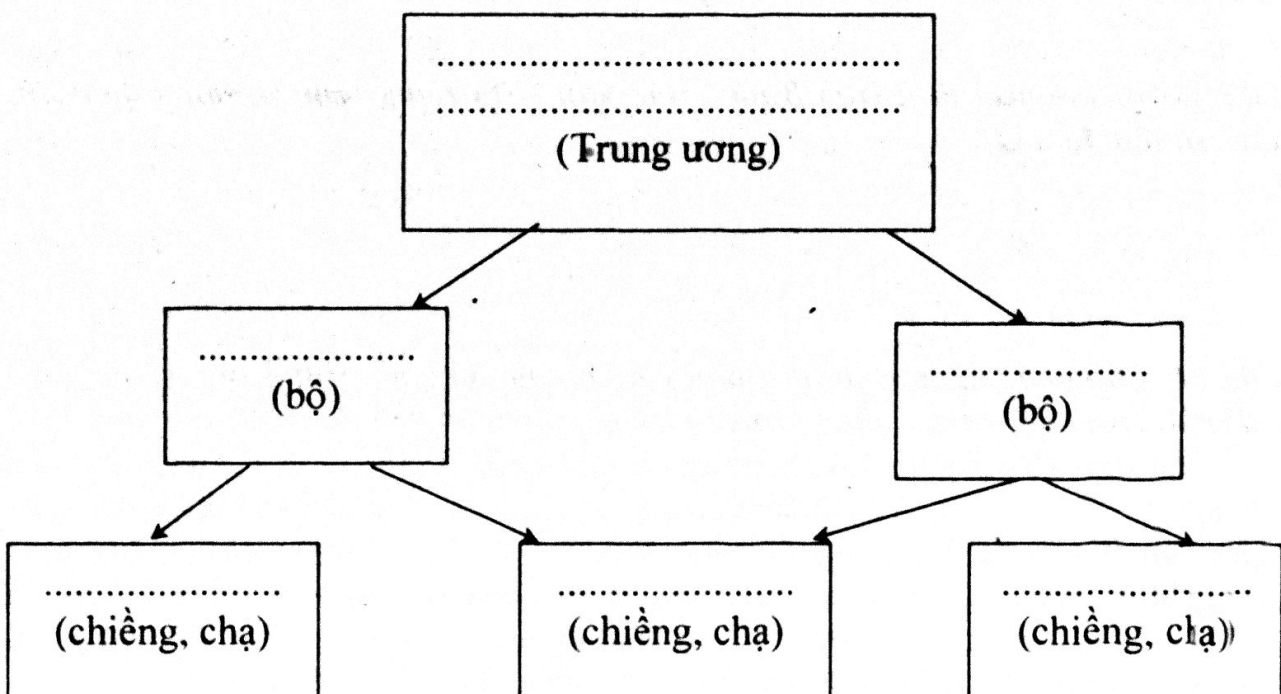 (Trung ương)
(bộ)
(bộ)
(chiềng, chạ)
(chiềng, chạ)
(chiềng, chạ)